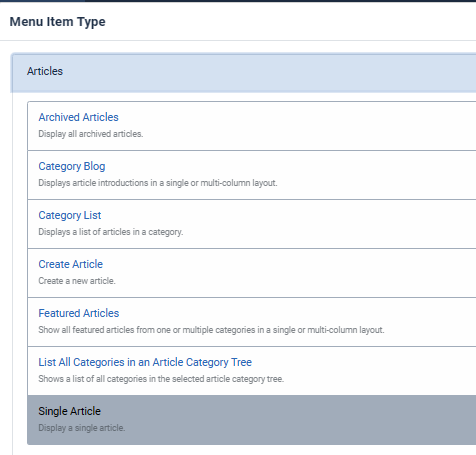 Menu Item Type
Articles
Archived Articles
Display all archived articles.
Category Blog
Displays article introductions in a single or multi-column layout.
Category List
Displays a list of articles in a category.
Create Article
Create a new article.
Featured Articles
Show all featured articles from one or multiple categories in a single or multi-column layout.
List All Categories in an Article Category Tree
Shows a list of all categories in the selected article category tree.
Single Article
Display a single article.